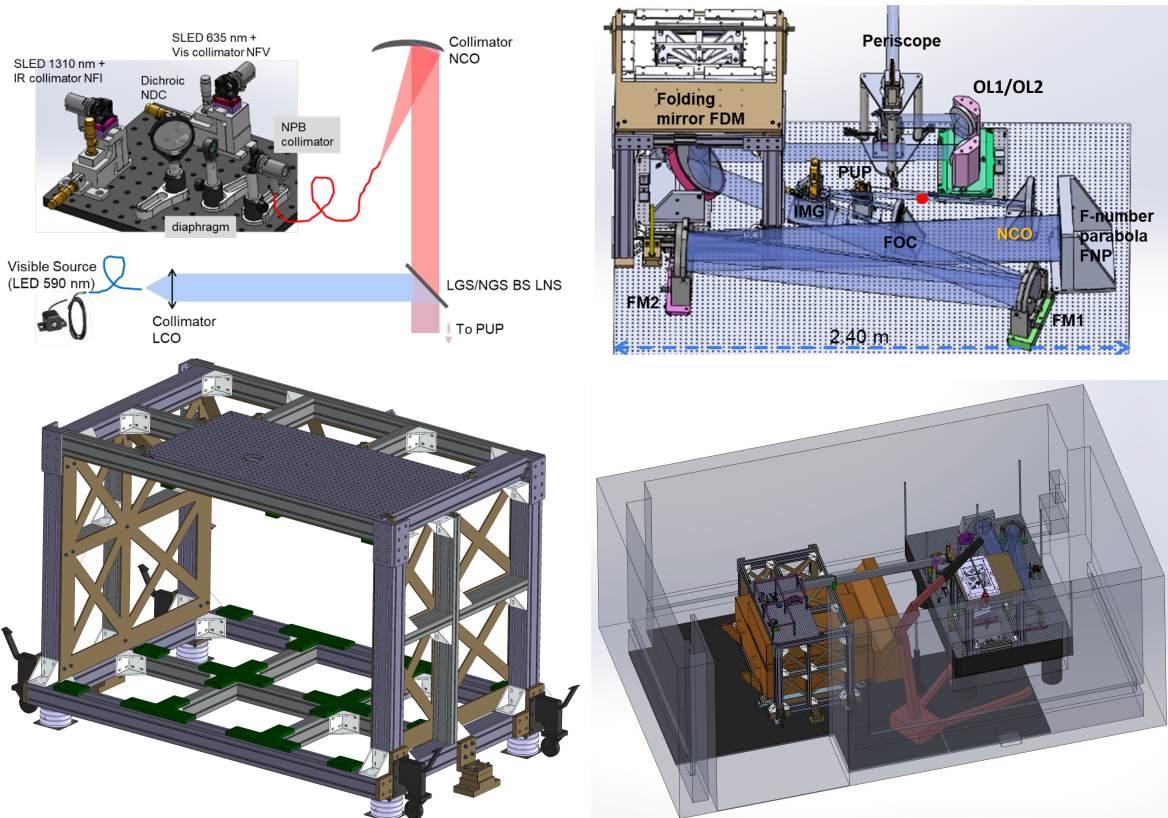 SLED 635 nm +
Vis collimator NFV
SLED 1310 nm +
IR collimator NFI
Dichroic
NDC
NPB
collimator
diaphragm
Collimator
NCO
Visible Source
(LED 590 nm)
Collimator
LCO
LGS/NGS BS LNS
To PUP
Periscope
OL1/OL2
Folding
mirror FDM
PUP
IMG
FOC
NCO
F-number
parabola
FNP
FM2
FM1
2.40 m